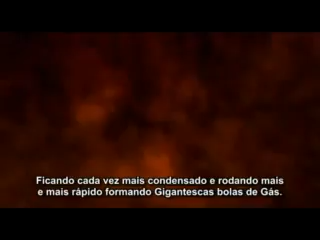 Ficando cada vez mais condensado e rodando mais
e mais rápido formando Gigantescas bolas de Gás.